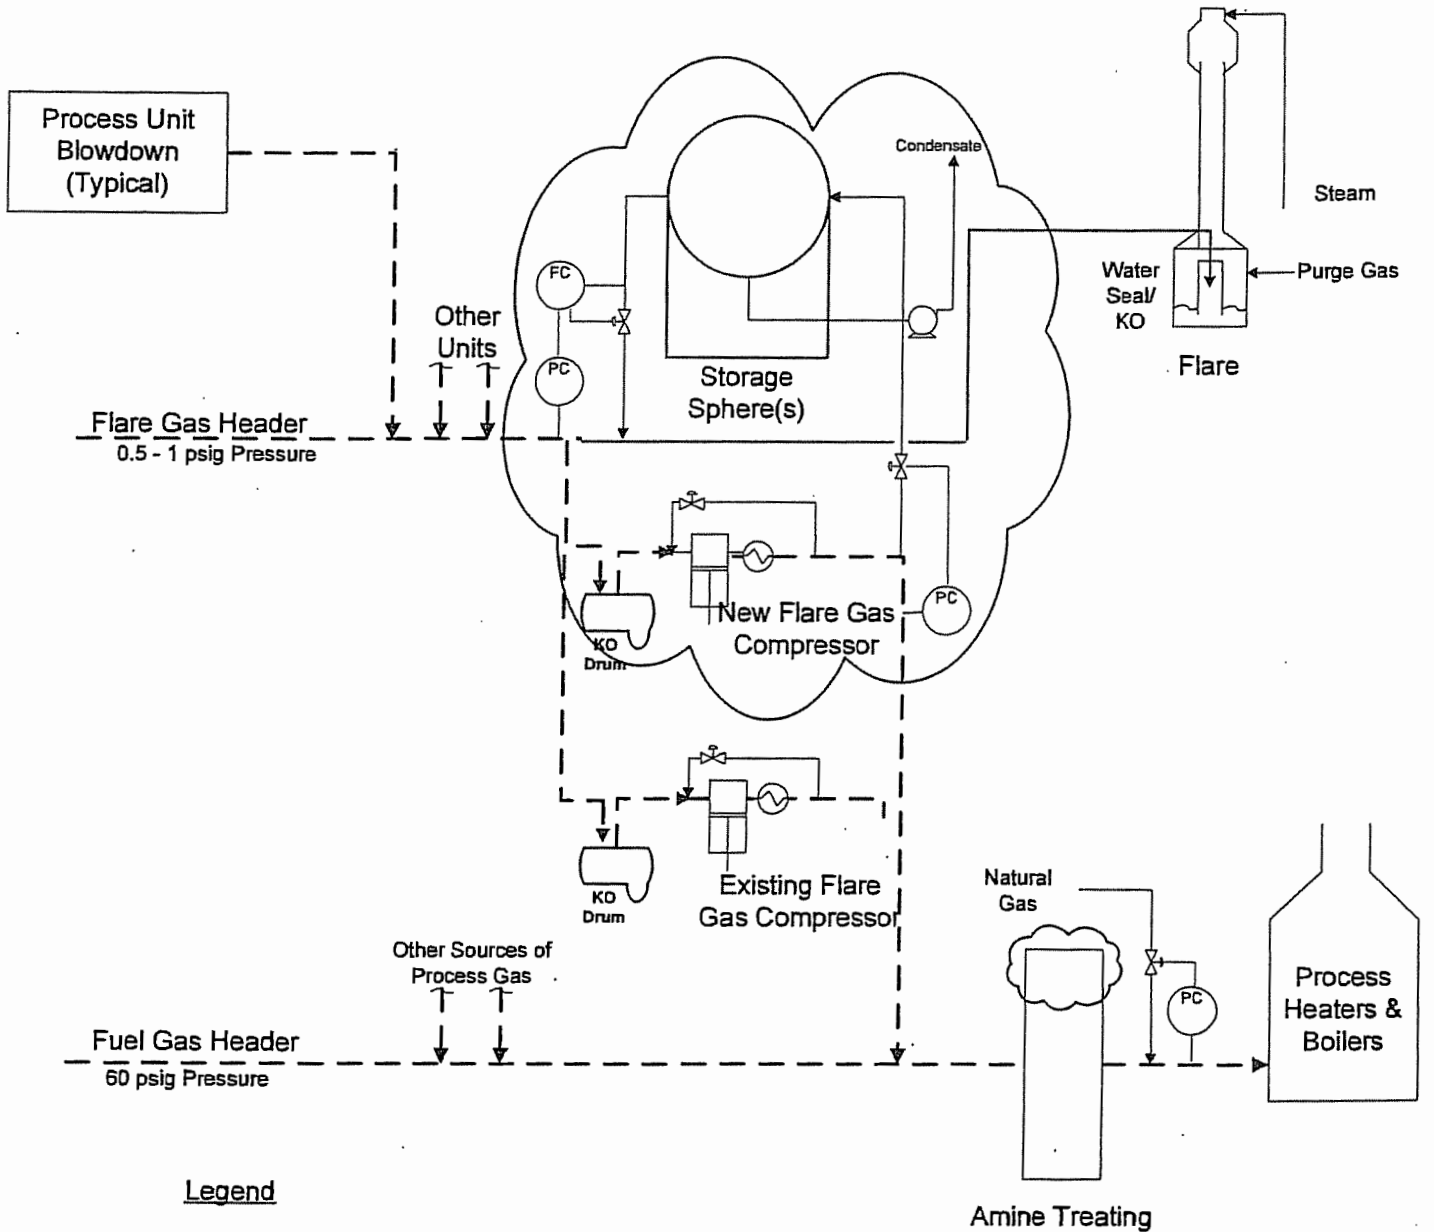 Process Unit
Blowdown
(Typical)
Condensate
Steam
FC
Water
Seal/
KO
Purge Gas
Other
Units
Flare
PC
Storage
Sphere(s)
Flare Gas Header
0.5 - 1 psig Pressure
PC
New Flare Gas
Compressor
KO
Drum
Existing Flare
Gas Compressor
KO
Drum
Natural
Gas
Other Sources of
Process Gas
PC
Process
Heaters &
Boilers
Fuel Gas Header
60 psig Pressure
Legend
Amine Treating